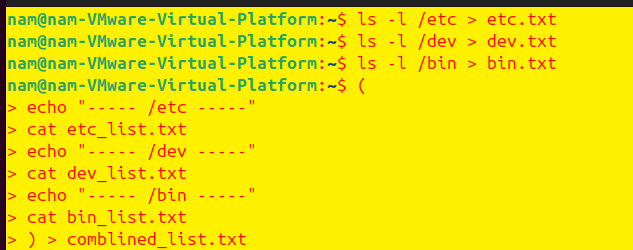 nam@nam-VMware-Virtual-Platform:~$ ls -l /etc > etc.txt
nam@nam-VMware-Virtual-Platform:~$ ls -l /dev > dev.txt
nam@nam-VMware-Virtual-Platform:~$ ls -l /bin > bin.txt
nam@nam-VMware-Virtual-Platform:~$ (
> echo "----- /etc -----"
> cat etc_list.txt
> echo "----- /dev -----"
> cat dev_list.txt
> echo "----- /bin -----"
> cat bin_list.txt
> ) > comblined_list.txt